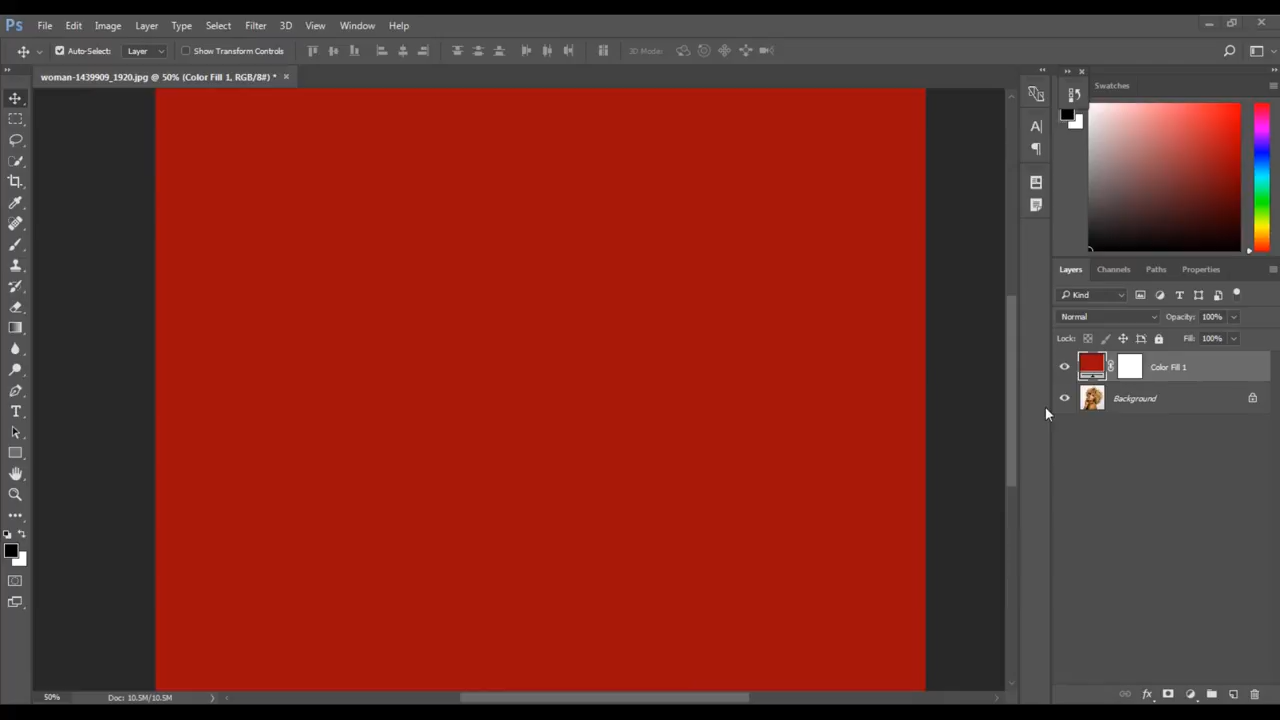 Ps File Edit Image Layer Type Select Filter 3D View Window Help
Auto-Select: Layer Show Transform Controls 3D Mode:
woman-1439909_1920.jpg @ 50% (Color Fill 1, RGB/8#) * ×
Swatches
Layers Channels Paths Properties
Kind
Normal Opacity: 100%
Lock: Fill: 100%
Color Fill 1
Background
50% Doc: 10.5M/10.5M